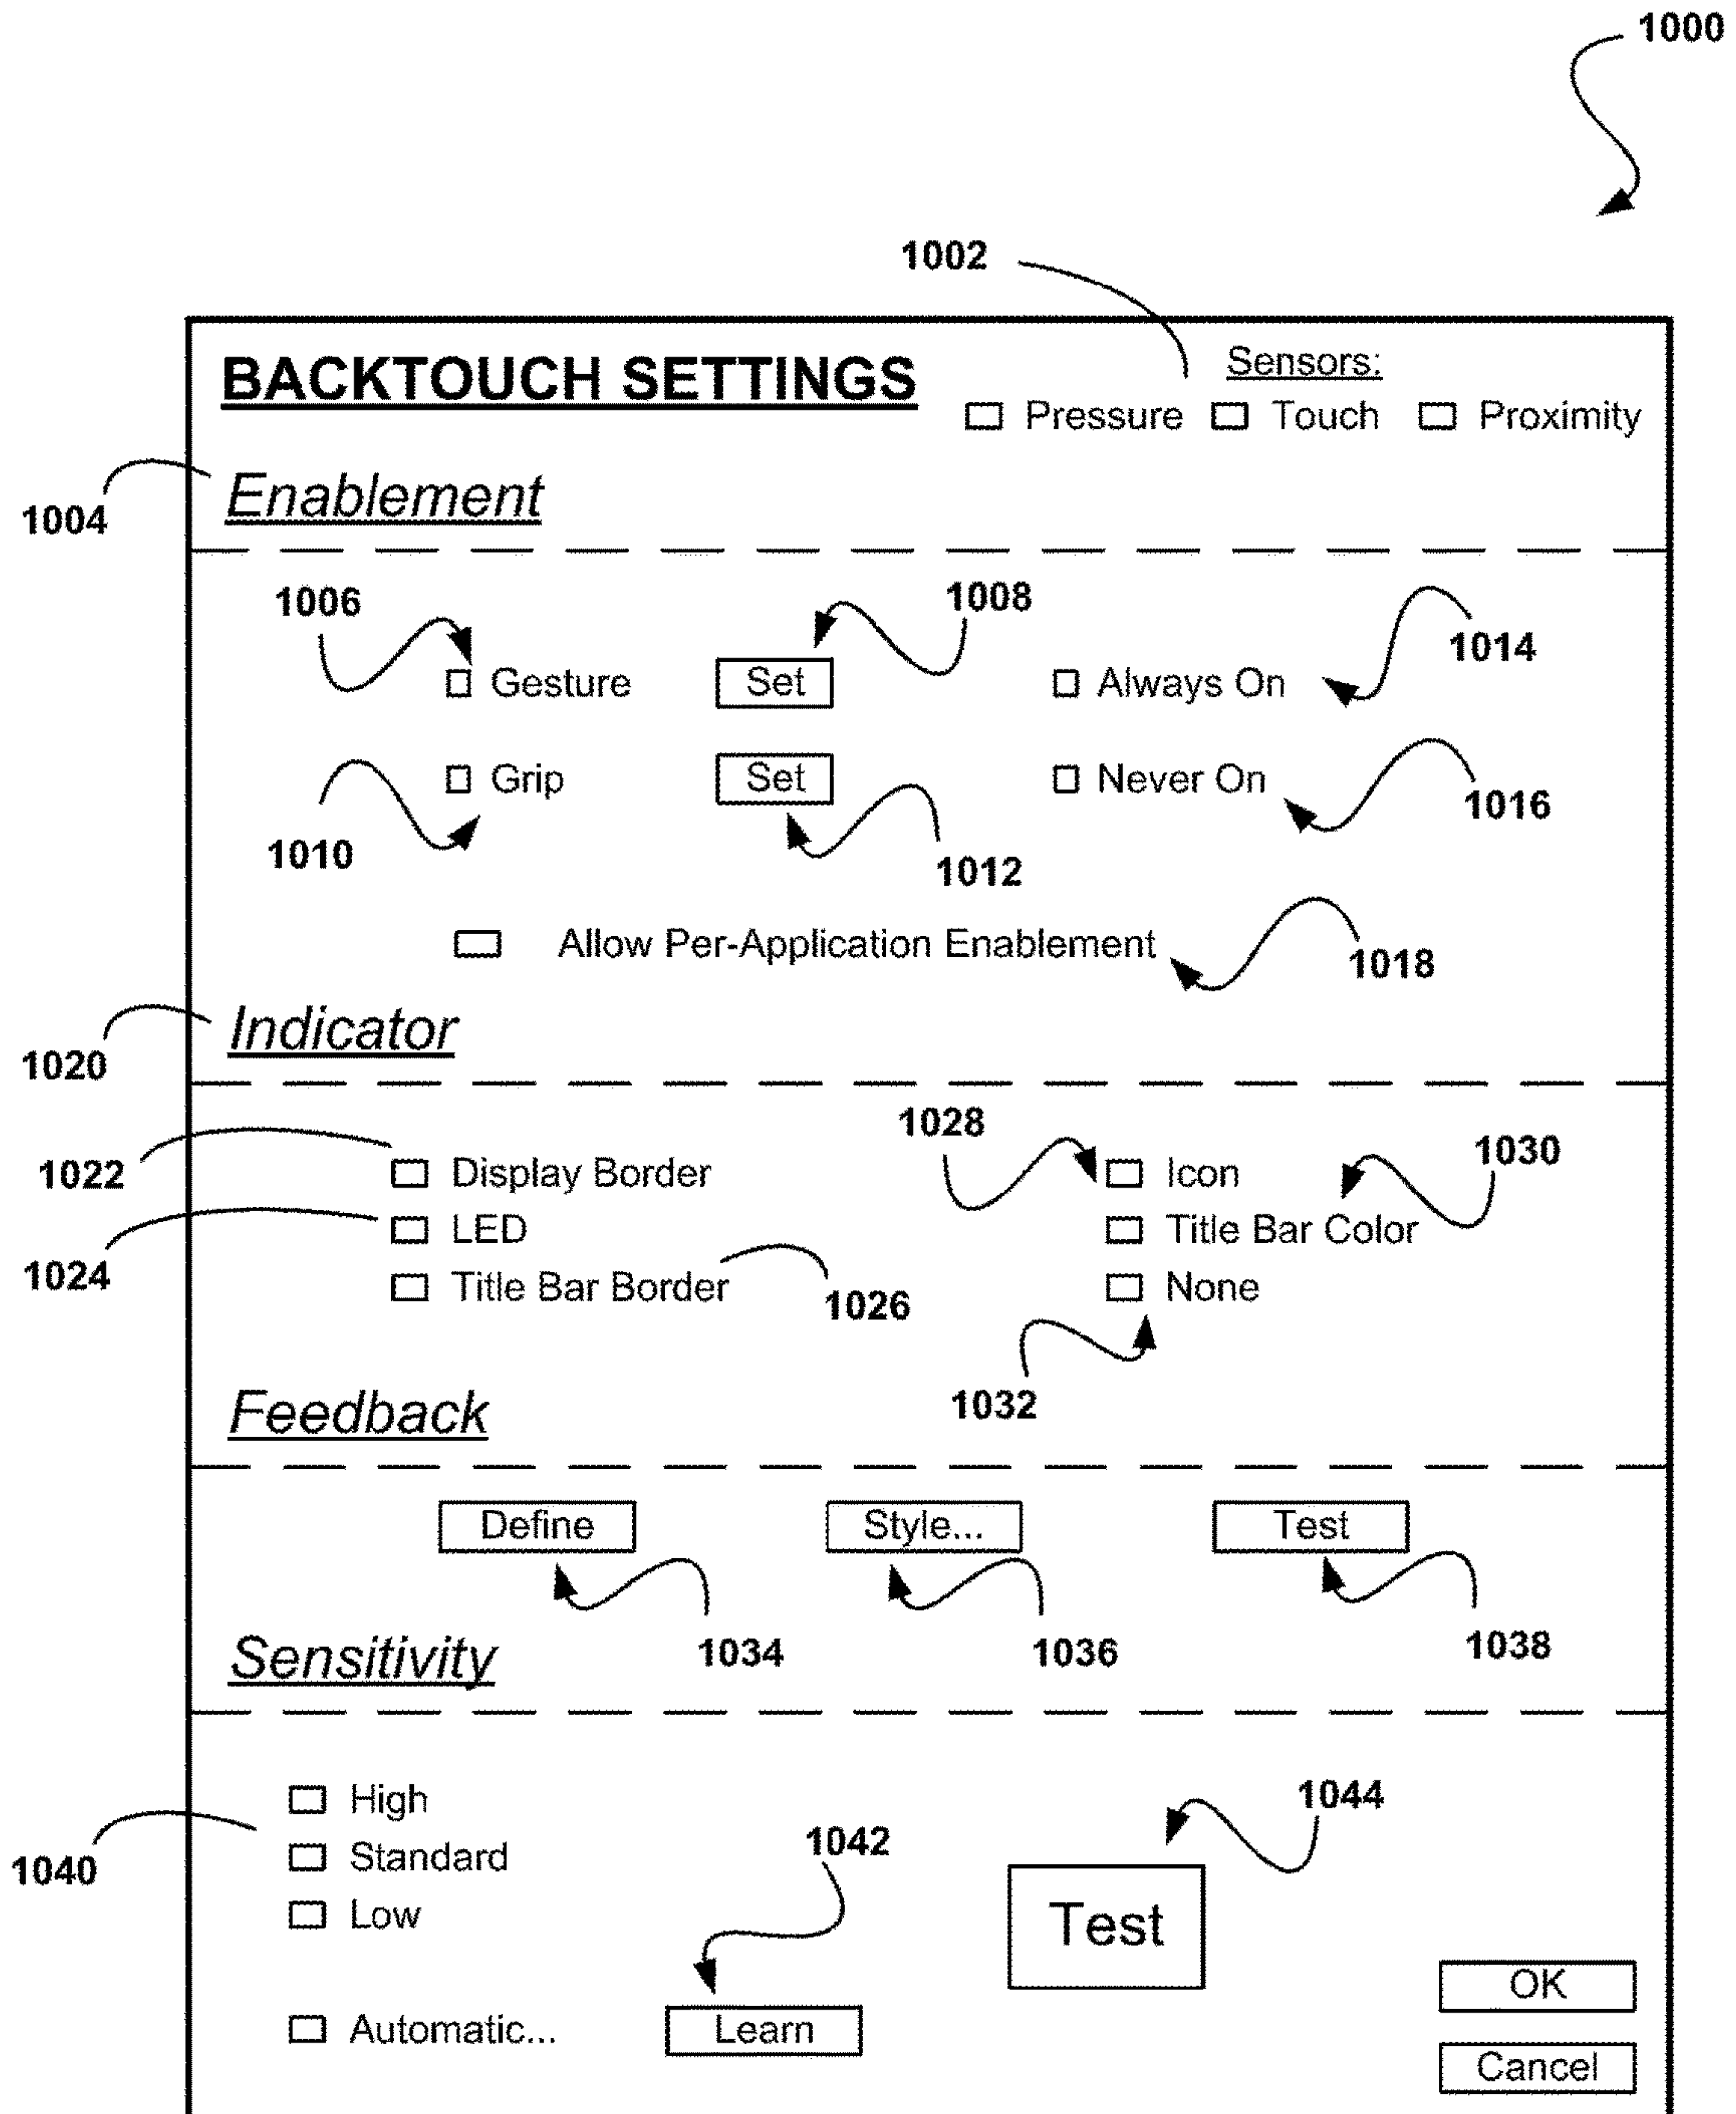 1000
1002
BACKTOUCH SETTINGS
Sensors:
Pressure Touch Proximity
1004
Enablement
1006
1008
1014
Gesture Set Always On
Grip Set Never On
1010
1012
1016
Allow Per-Application Enablement
1018
1020
Indicator
1022
1028
1030
Display Border Icon
LED Title Bar Color
1024
Title Bar Border None
1026
1032
Feedback
Define Style... Test
1034 1036 1038
Sensitivity
1040
High
Standard
Low
1042
1044
Test
Automatic... Learn
OK
Cancel